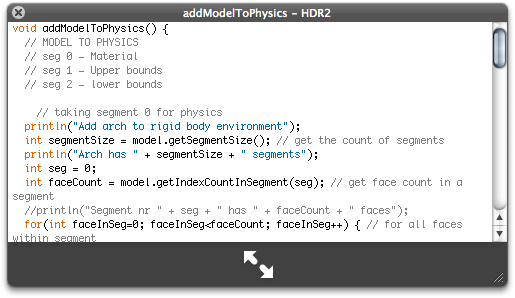 addModelToPhysics – HDR2
void addModelToPhysics() {
// MODEL TO PHYSICS
// seg 0 – Material
// seg 1 – Upper bounds
// seg 2 – lower bounds
// taking segment 0 for physics
println("Add arch to rigid body environment");
int segmentSize = model.getSegmentSize(); // get the count of segments
println("Arch has " + segmentSize + " segments");
int seg = 0;
int faceCount = model.getIndexCountInSegment(seg); // get face count in a
segment
//println("Segment nr " + seg + " has " + faceCount + " faces");
for(int faceInSeg=0; faceInSeg<faceCount; faceInSeg++) { // for all faces
within segment